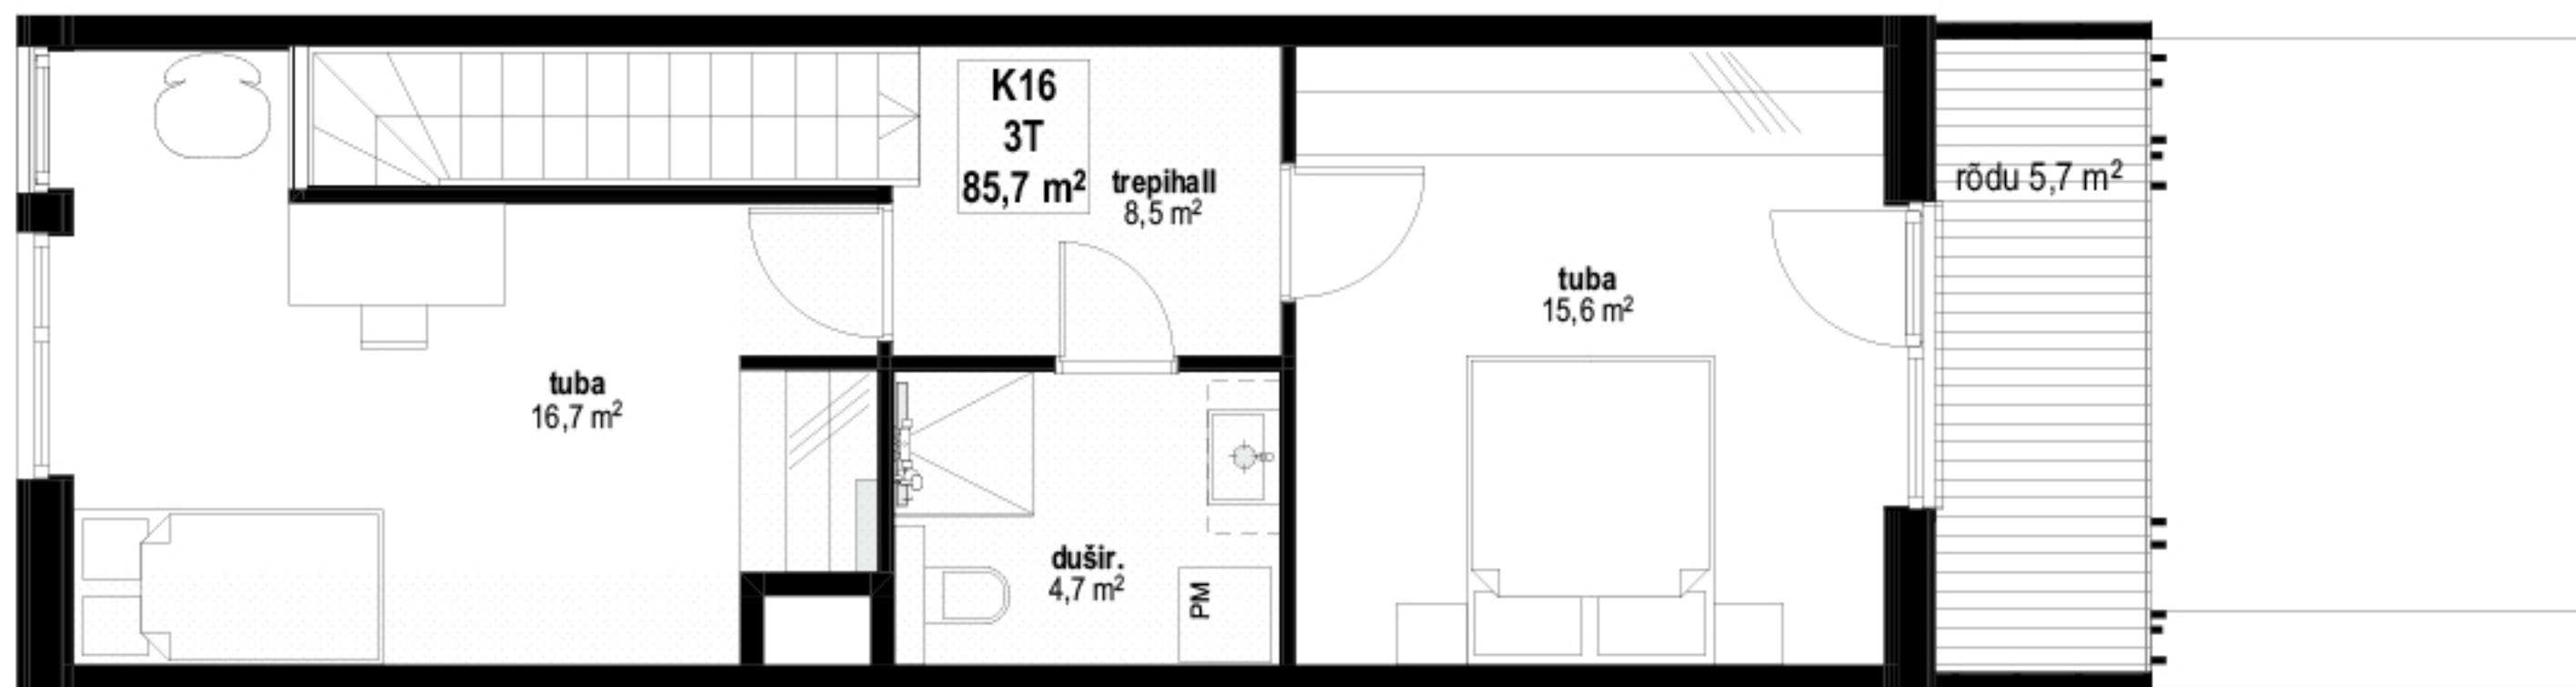 K16
3T
85,7 m²
trepihall
8,5 m²
rõdu 5,7 m²
tuba
15,6 m²
tuba
16,7 m²
dušir.
4,7 m²
PM